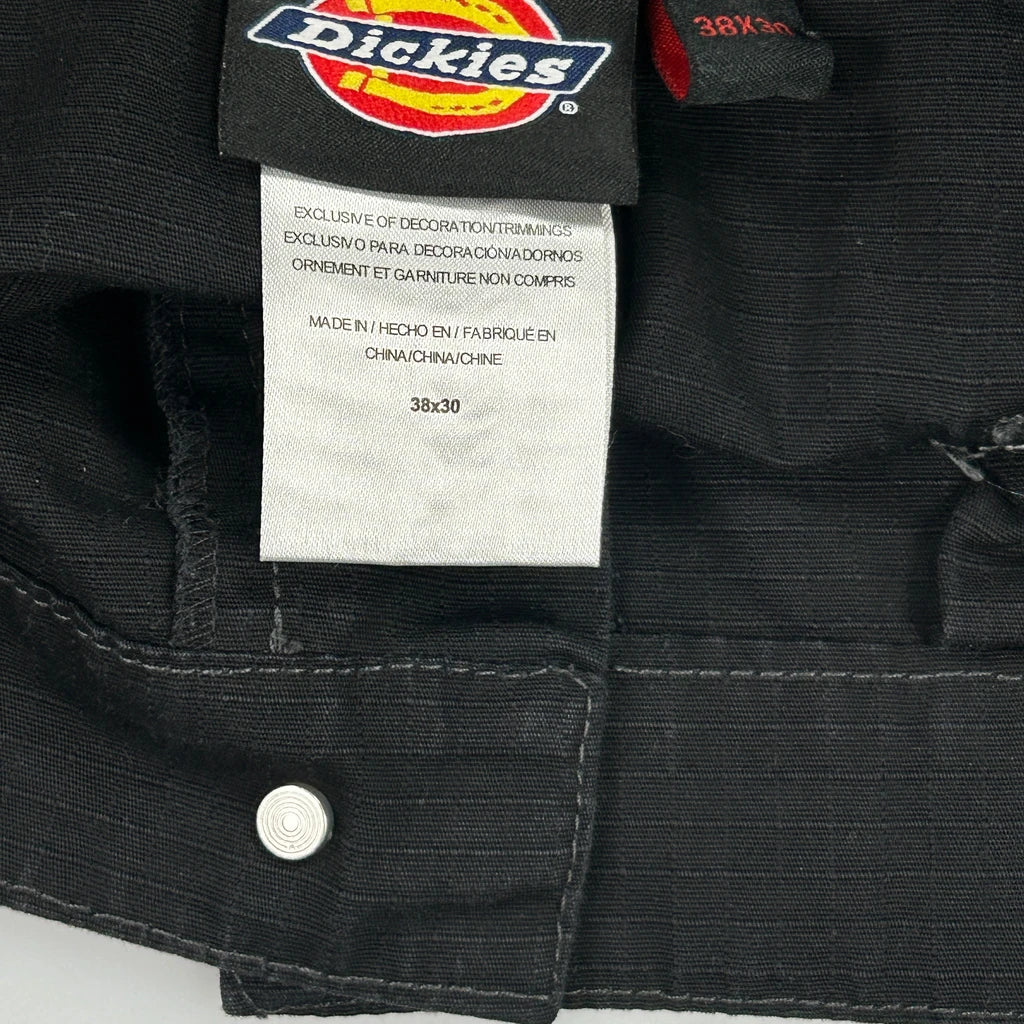 Dickies
®
38X30
EXCLUSIVE OF DECORATION/TRIMMINGS
EXCLUSIVO PARA DECORACIÓN/ADORNOS
ORNEMENT ET GARNITURE NON COMPRIS
MADE IN / HECHO EN / FABRIQUÉ EN
CHINA/CHINA/CHINE
38x30